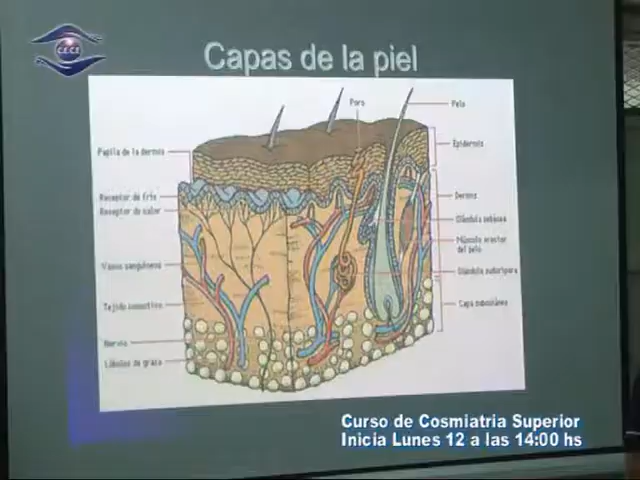 C.E.C.E
Capas de la piel
Poro
Pelo
Papila de la dermis
Epidermis
Receptor de frío
Receptor de calor
Dermis
Glándula sebácea
Músculo erector
del pelo
Vasos sanguíneos
Glándula sudorípara
Tejido conectivo
Capa subcutánea
Nervio
Lóbulos de grasa
Curso de Cosmiatria Superior
Inicia Lunes 12 a las 14:00 hs